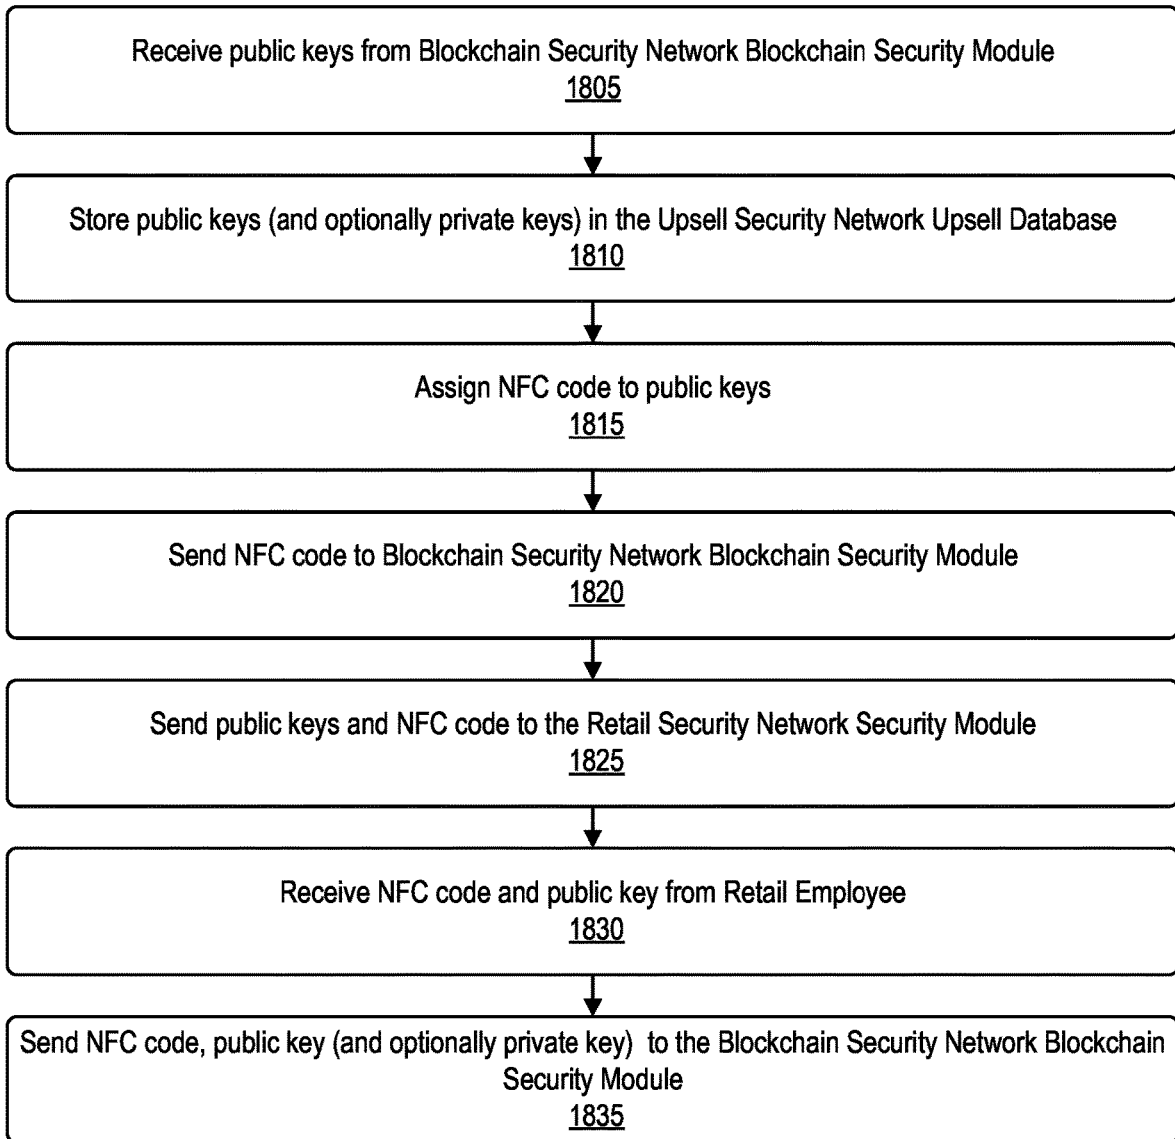 Receive public keys from Blockchain Security Network Blockchain Security Module
1805
Store public keys (and optionally private keys) in the Upsell Security Network Upsell Database
1810
Assign NFC code to public keys
1815
Send NFC code to Blockchain Security Network Blockchain Security Module
1820
Send public keys and NFC code to the Retail Security Network Security Module
1825
Receive NFC code and public key from Retail Employee
1830
Send NFC code, public key (and optionally private key) to the Blockchain Security Network Blockchain
Security Module
1835